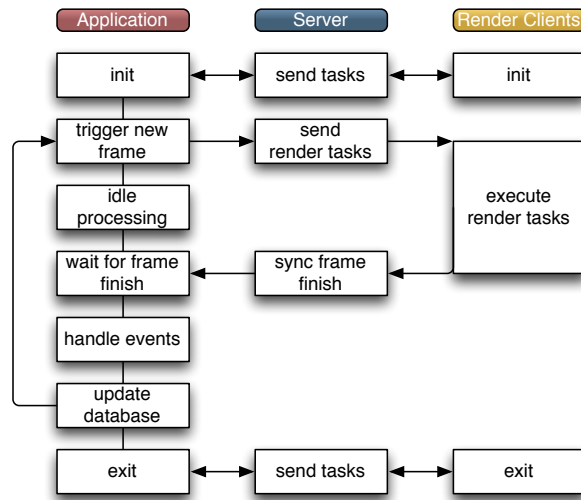 Application
Server
Render Clients
init
send tasks
init
trigger new
frame
send
render tasks
execute
render tasks
idle
processing
wait for frame
finish
sync frame
finish
handle events
update
database
exit
send tasks
exit